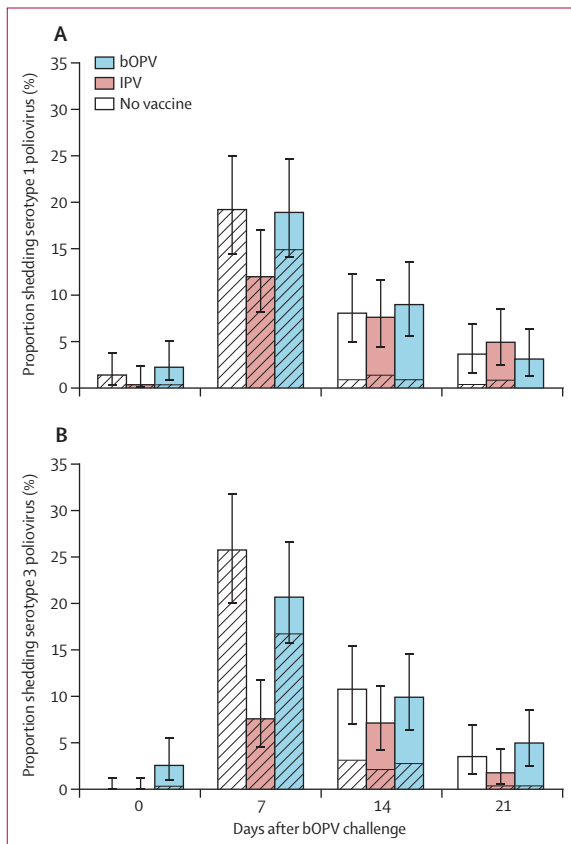 A
35
30
25
20
15
10
5
0
Proportion shedding serotype 1 poliovirus (%)
bOPV
IPV
No vaccine
B
35
30
25
20
15
10
5
0
Proportion shedding serotype 3 poliovirus (%)
0 7 14 21
Days after bOPV challenge